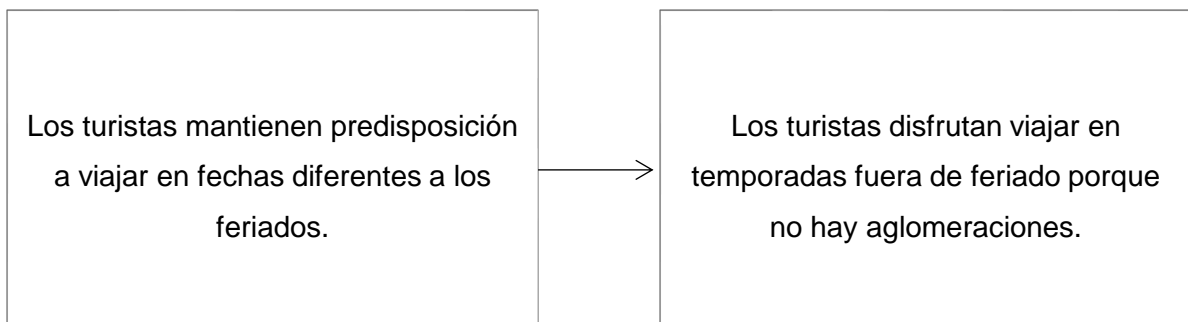 Los turistas mantienen predisposición
a viajar en fechas diferentes a los
feriados.
Los turistas disfrutan viajar en
temporadas fuera de feriado porque
no hay aglomeraciones.